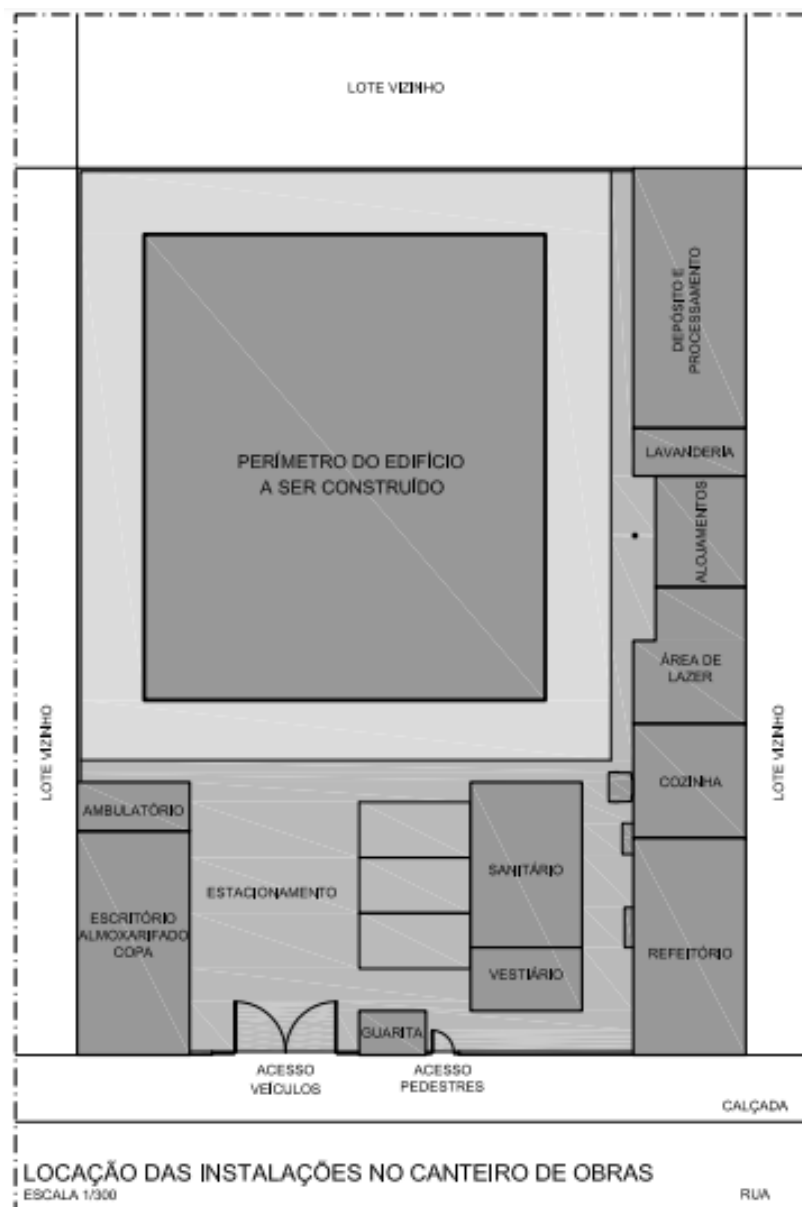 LOTE VIZINHO
DEPÓSITO E
PROCESSAMENTO
PERÍMETRO DO EDIFÍCIO
A SER CONSTRUÍDO
LAVANDERIA
ALOJAMENTOS
ÁREA DE
LAZER
LOTE VIZINHO
LOTE VIZINHO
COZINHA
AMBULATÓRIO
ESTACIONAMENTO
SANITÁRIO
ESCRITÓRIO
ALMOXARIFADO
COPA
REFEITÓRIO
VESTIÁRIO
GUARITA
ACESSO
VEÍCULOS
ACESSO
PEDESTRES
CALÇADA
LOCAÇÃO DAS INSTALAÇÕES NO CANTEIRO DE OBRAS
ESCALA 1/300
RUA